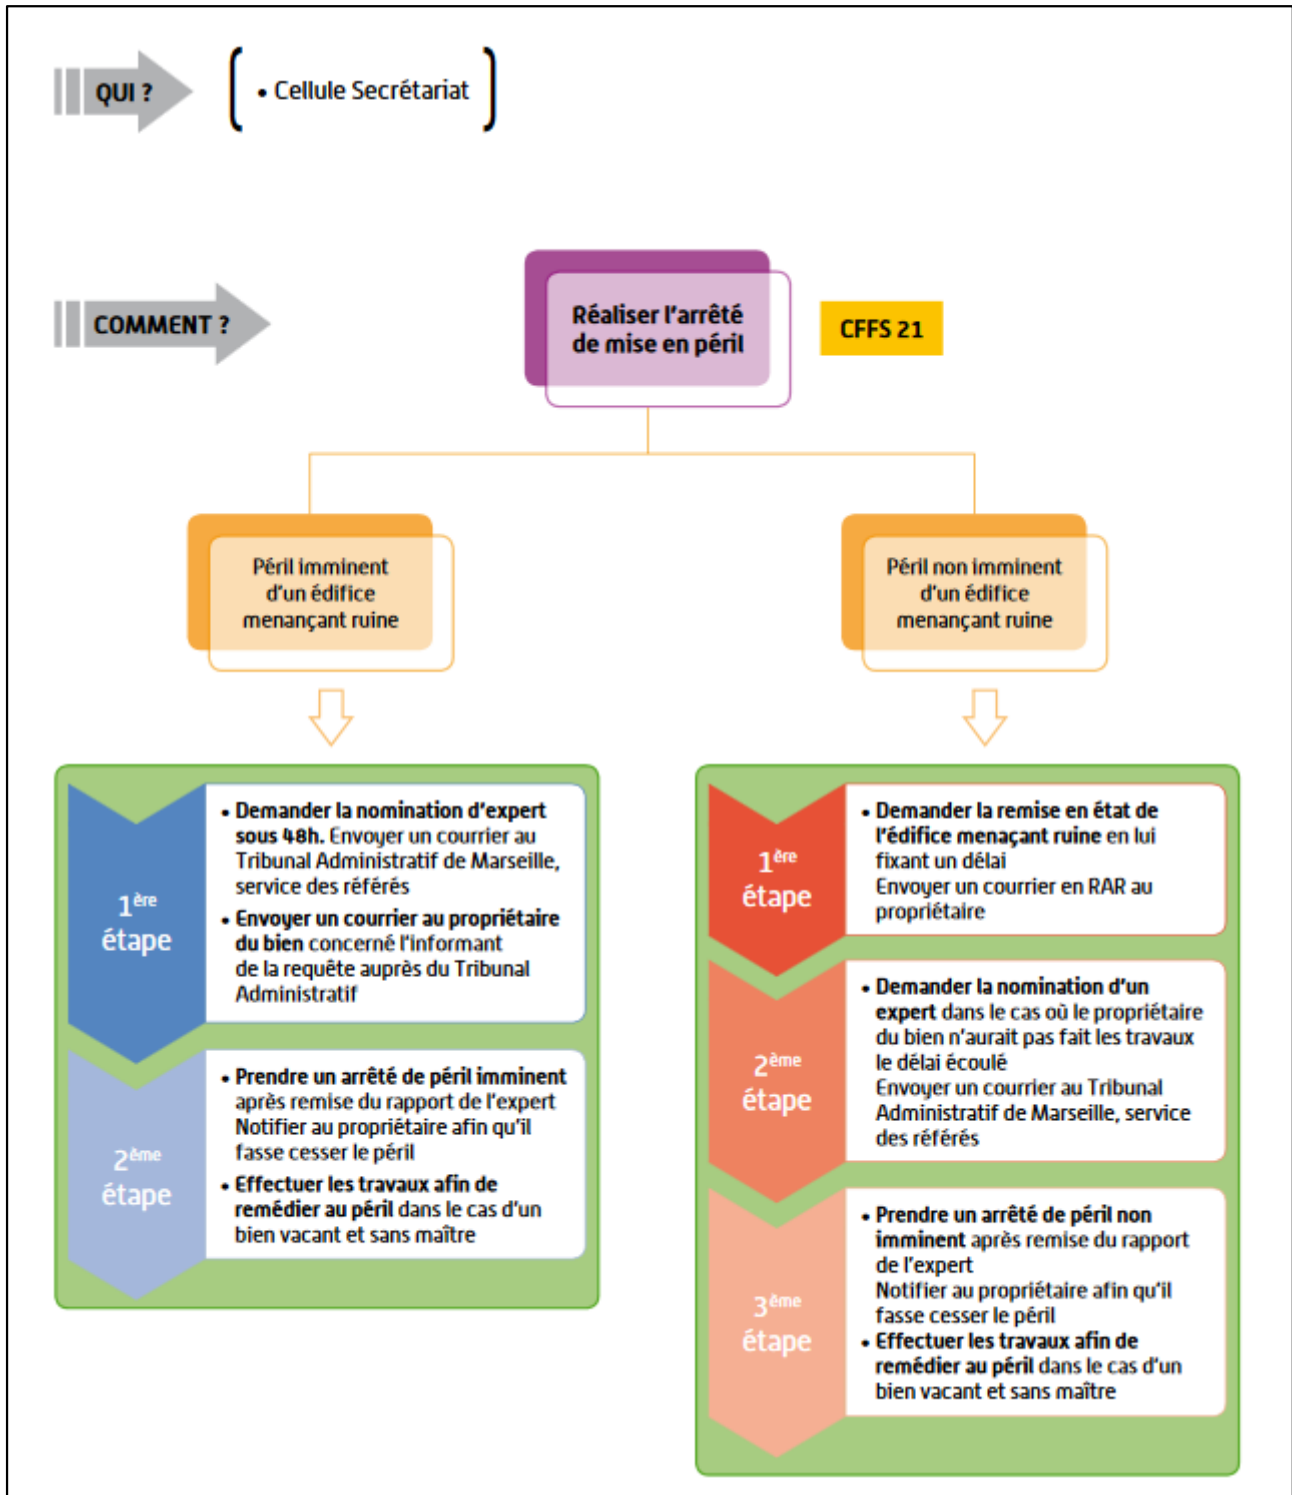 QUI ?
• Cellule Secrétariat
COMMENT ?
Réaliser l'arrêté
de mise en péril
CFFS 21
Péril imminent
d'un édifice
menançant ruine
Péril non imminent
d'un édifice
menançant ruine
1ère
étape
• Demander la nomination d'expert
sous 48h. Envoyer un courrier au
Tribunal Administratif de Marseille,
service des référés
• Envoyer un courrier au propriétaire
du bien concerné l'informant
de la requête auprès du Tribunal
Administratif
2ème
étape
• Prendre un arrêté de péril imminent
après remise du rapport de l'expert
Notifier au propriétaire afin qu'il
fasse cesser le péril
• Effectuer les travaux afin de
remédier au péril dans le cas d'un
bien vacant et sans maître
1ère
étape
• Demander la remise en état de
l'édifice menaçant ruine en lui
fixant un délai
Envoyer un courrier en RAR au
propriétaire
2ème
étape
• Demander la nomination d'un
expert dans le cas où le propriétaire
du bien n'aurait pas fait les travaux
le délai écoulé
Envoyer un courrier au Tribunal
Administratif de Marseille, service
des référés
3ème
étape
• Prendre un arrêté de péril non
imminent après remise du rapport
de l'expert
Notifier au propriétaire afin qu'il
fasse cesser le péril
• Effectuer les travaux afin de
remédier au péril dans le cas d'un
bien vacant et sans maître